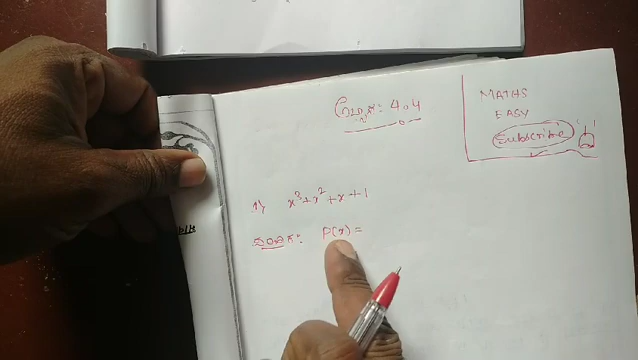 4.4
MATHS
EASY
Subscribe
1) x³+x²+x+1
P(x) =